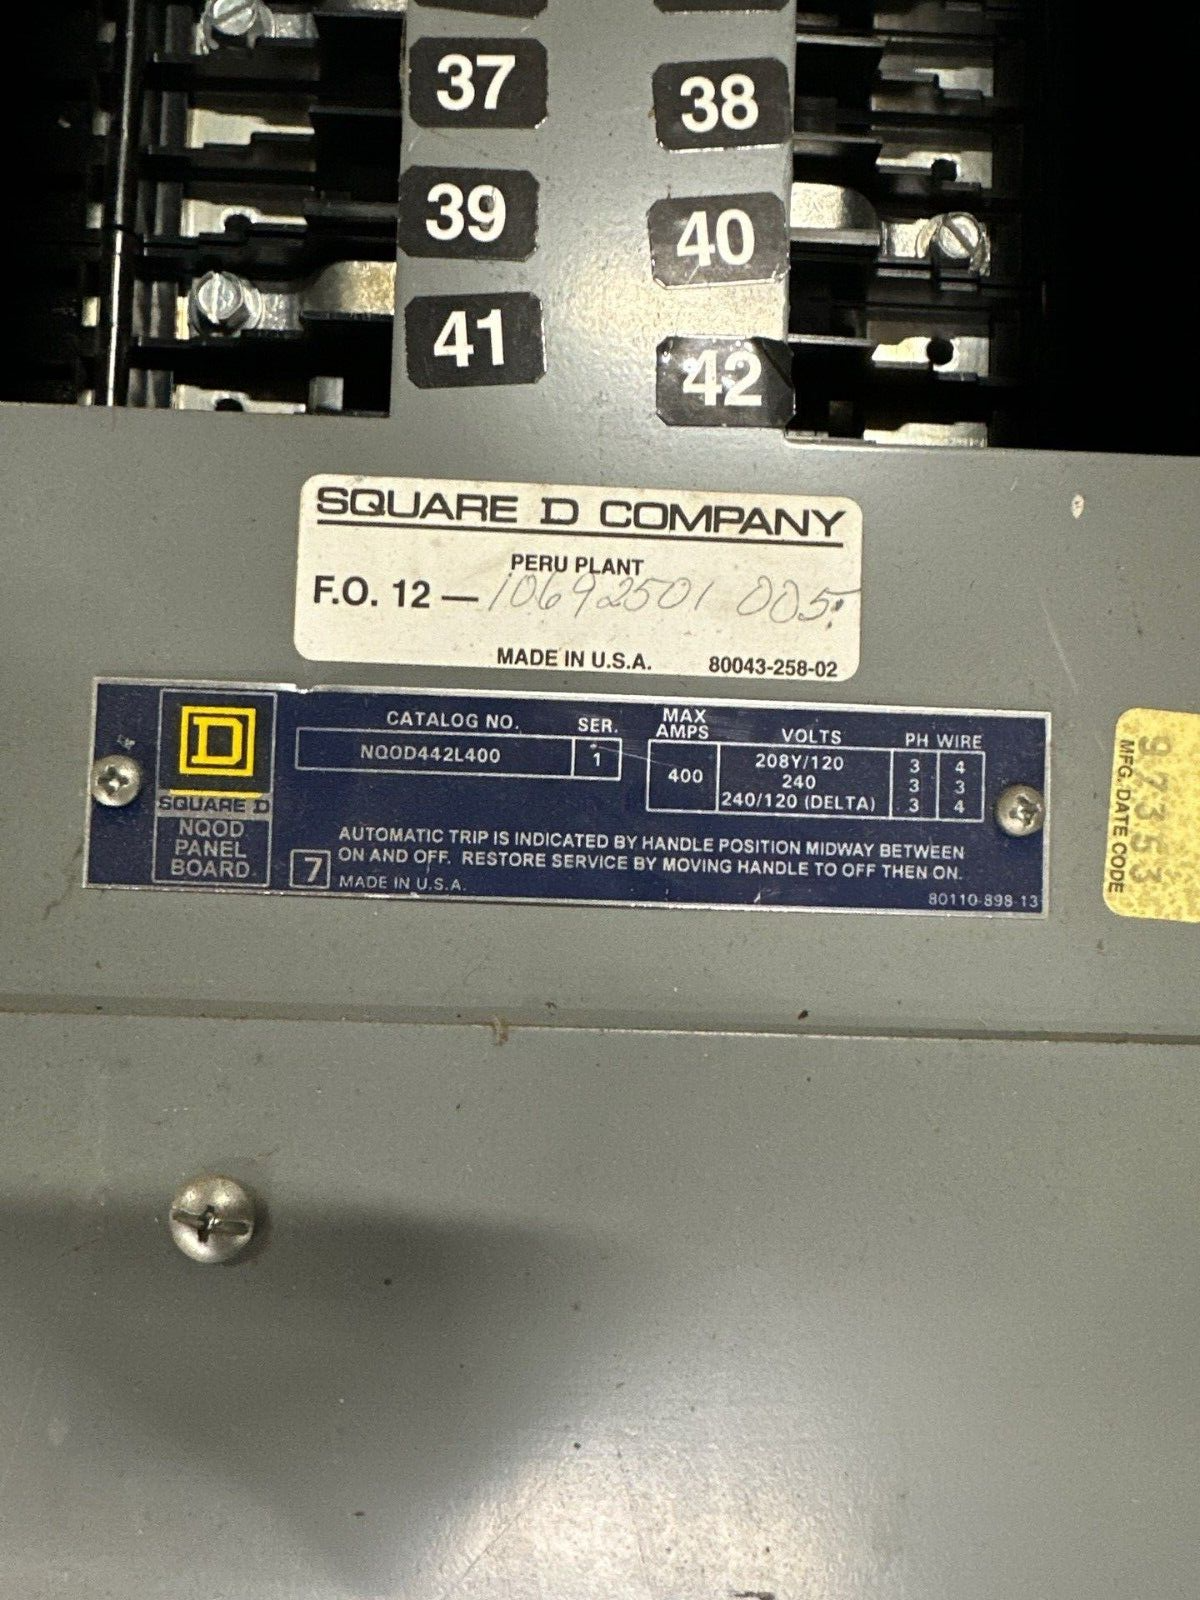 37
38
39
40
41
42
SQUARE D COMPANY
PERU PLANT
F.O. 12 — 10692501 005
MADE IN U.S.A. 80043-258-02
D
SQUARE D
NQOD
PANEL
BOARD
CATALOG NO. SER.
NQOD442L400 1
MAX
AMPS VOLTS PH WIRE
400
208Y/120 3 4
240 3 3
240/120 (DELTA) 3 4
AUTOMATIC TRIP IS INDICATED BY HANDLE POSITION MIDWAY BETWEEN
ON AND OFF. RESTORE SERVICE BY MOVING HANDLE TO OFF THEN ON.
7 MADE IN U.S.A.
80110-898-13
97353
MFG. DATE CODE